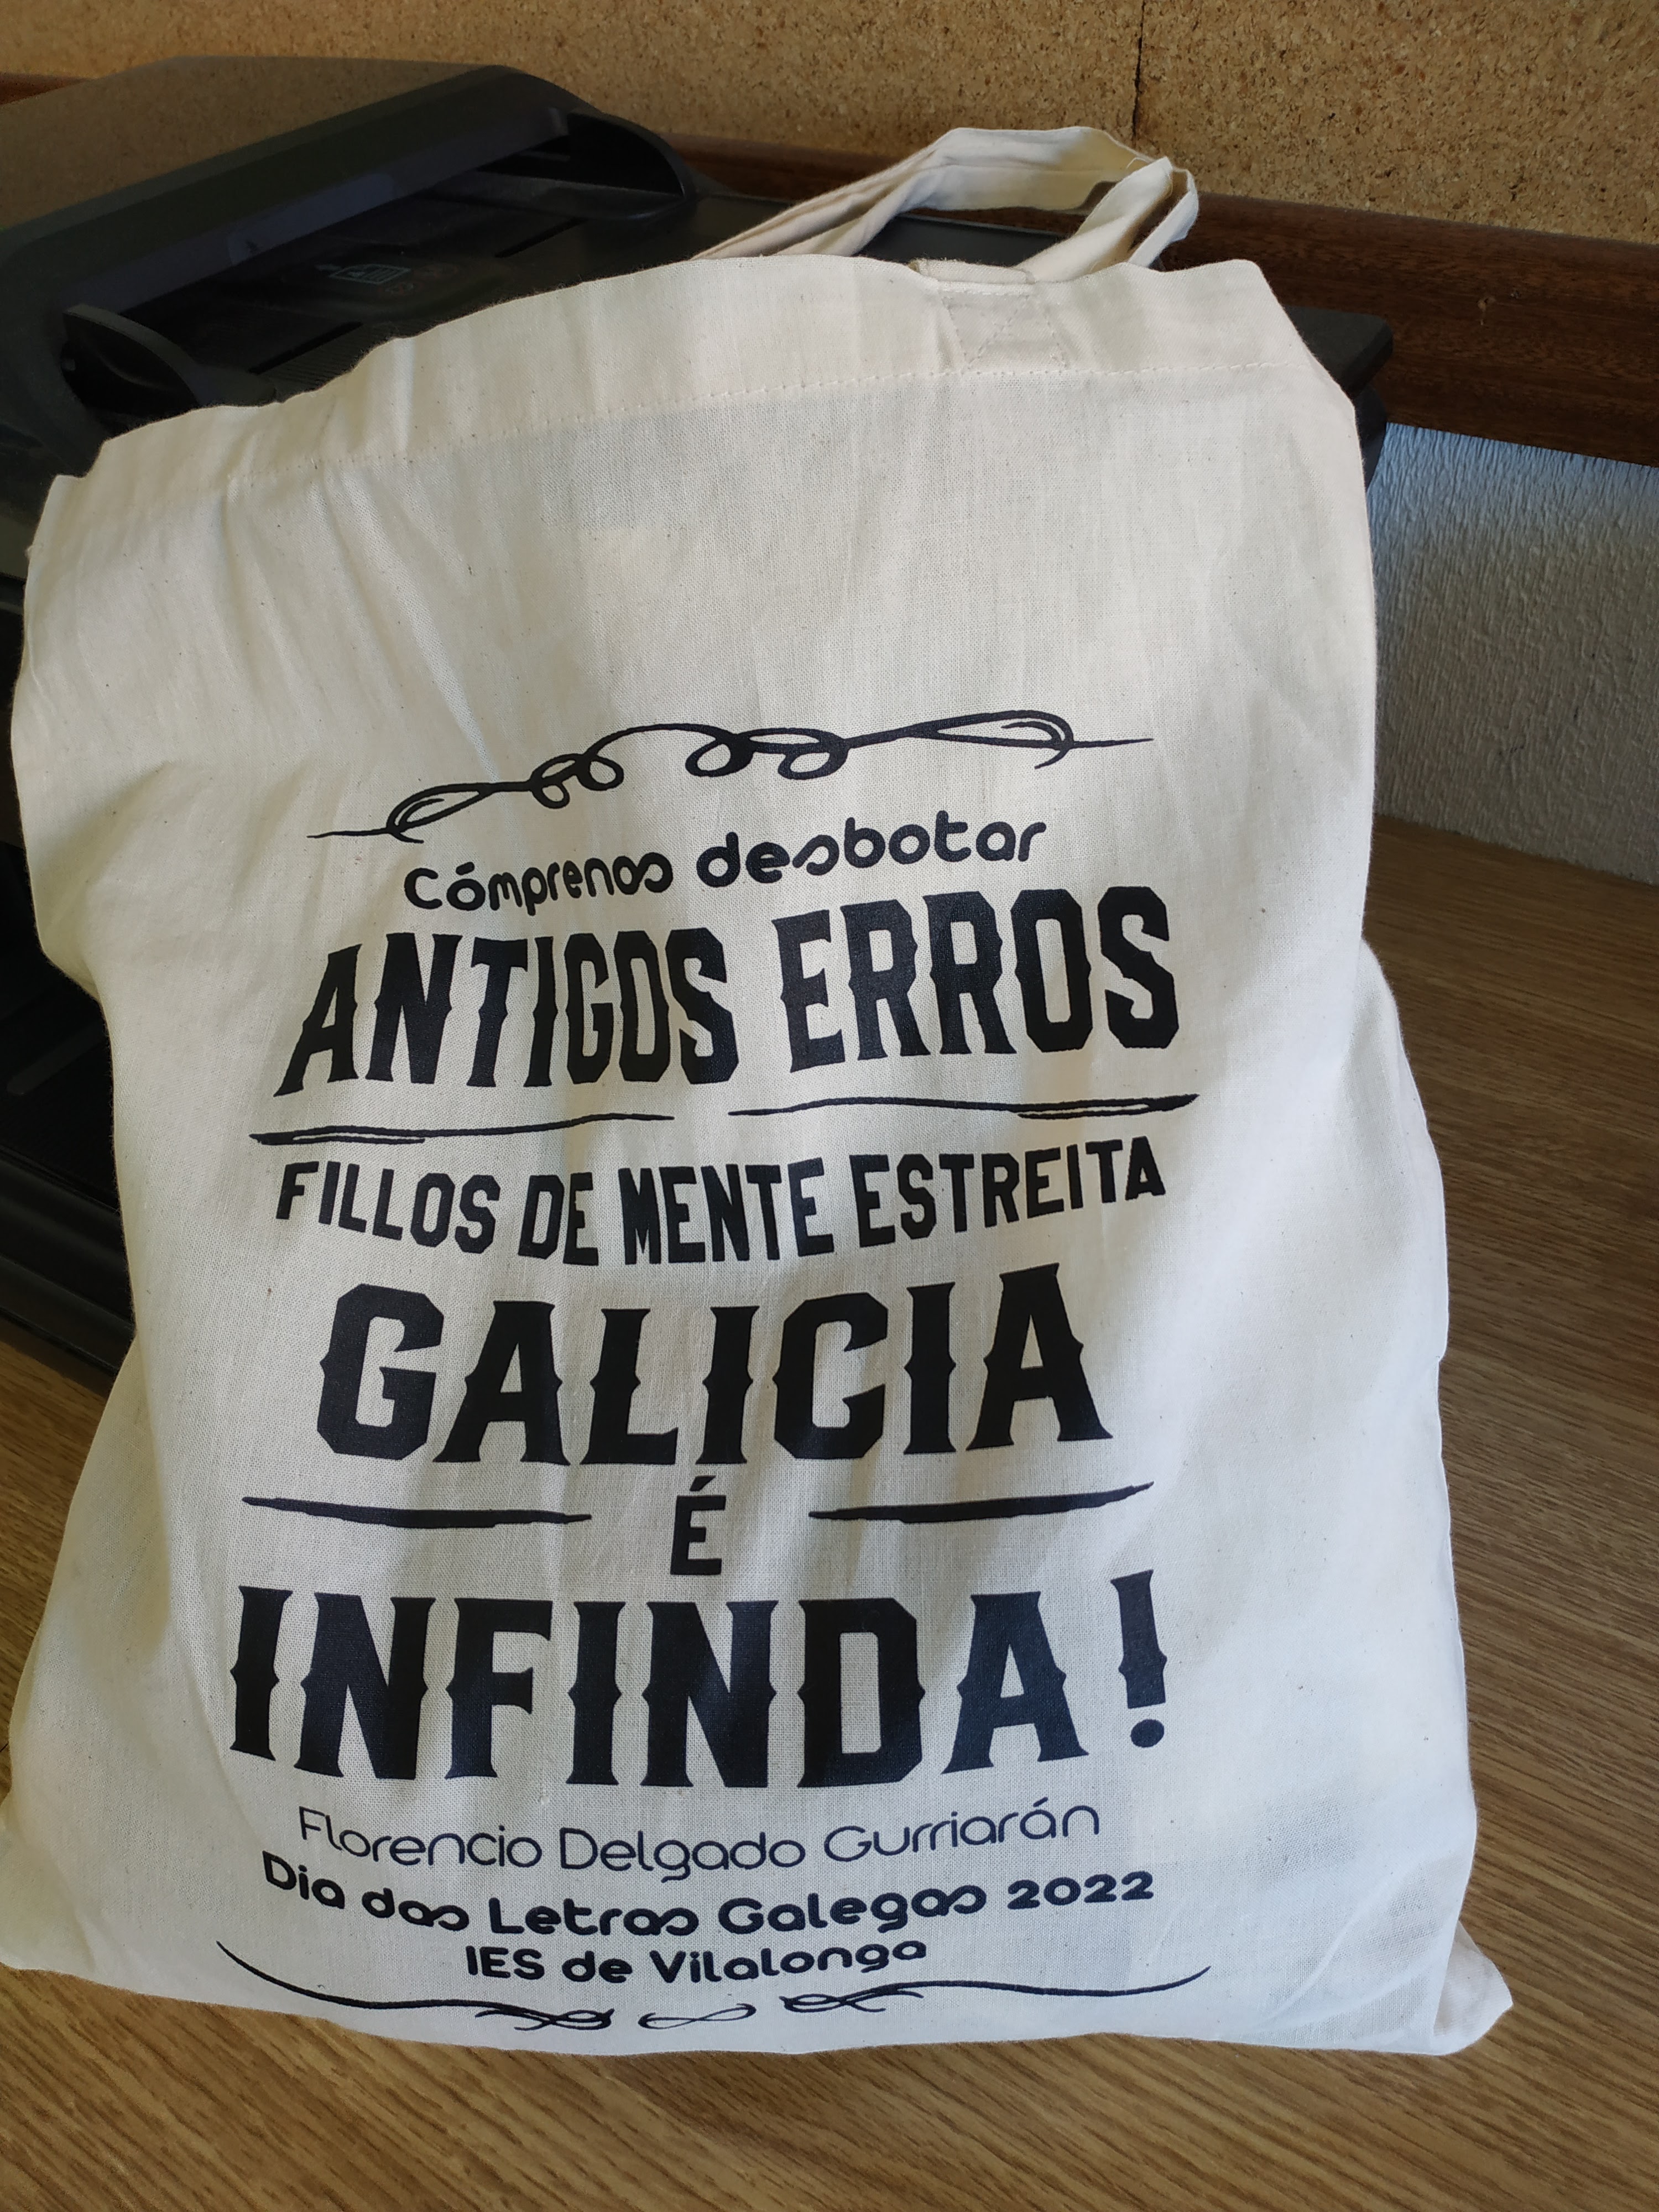 Cómprenos desbotar
ANTIGOS ERROS
FILLOS DE MENTE ESTREITA
GALICIA
É
INFINDA!
Florencio Delgado Gurriarán
Dia das Letras Galegas 2022
IES de Vilalonga